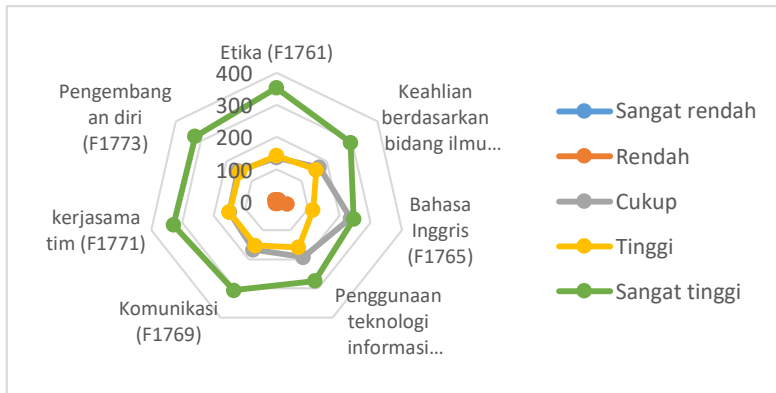 Etika (F1761)
400
300
200
100
0
Keahlian
berdasarkan
bidang ilmu...
Bahasa
Inggris
(F1765)
Penggunaan
teknologi
informasi...
Komunikasi
(F1769)
kerjasama
tim (F1771)
Pengembang
an diri
(F1773)
Sangat rendah
Rendah
Cukup
Tinggi
Sangat tinggi